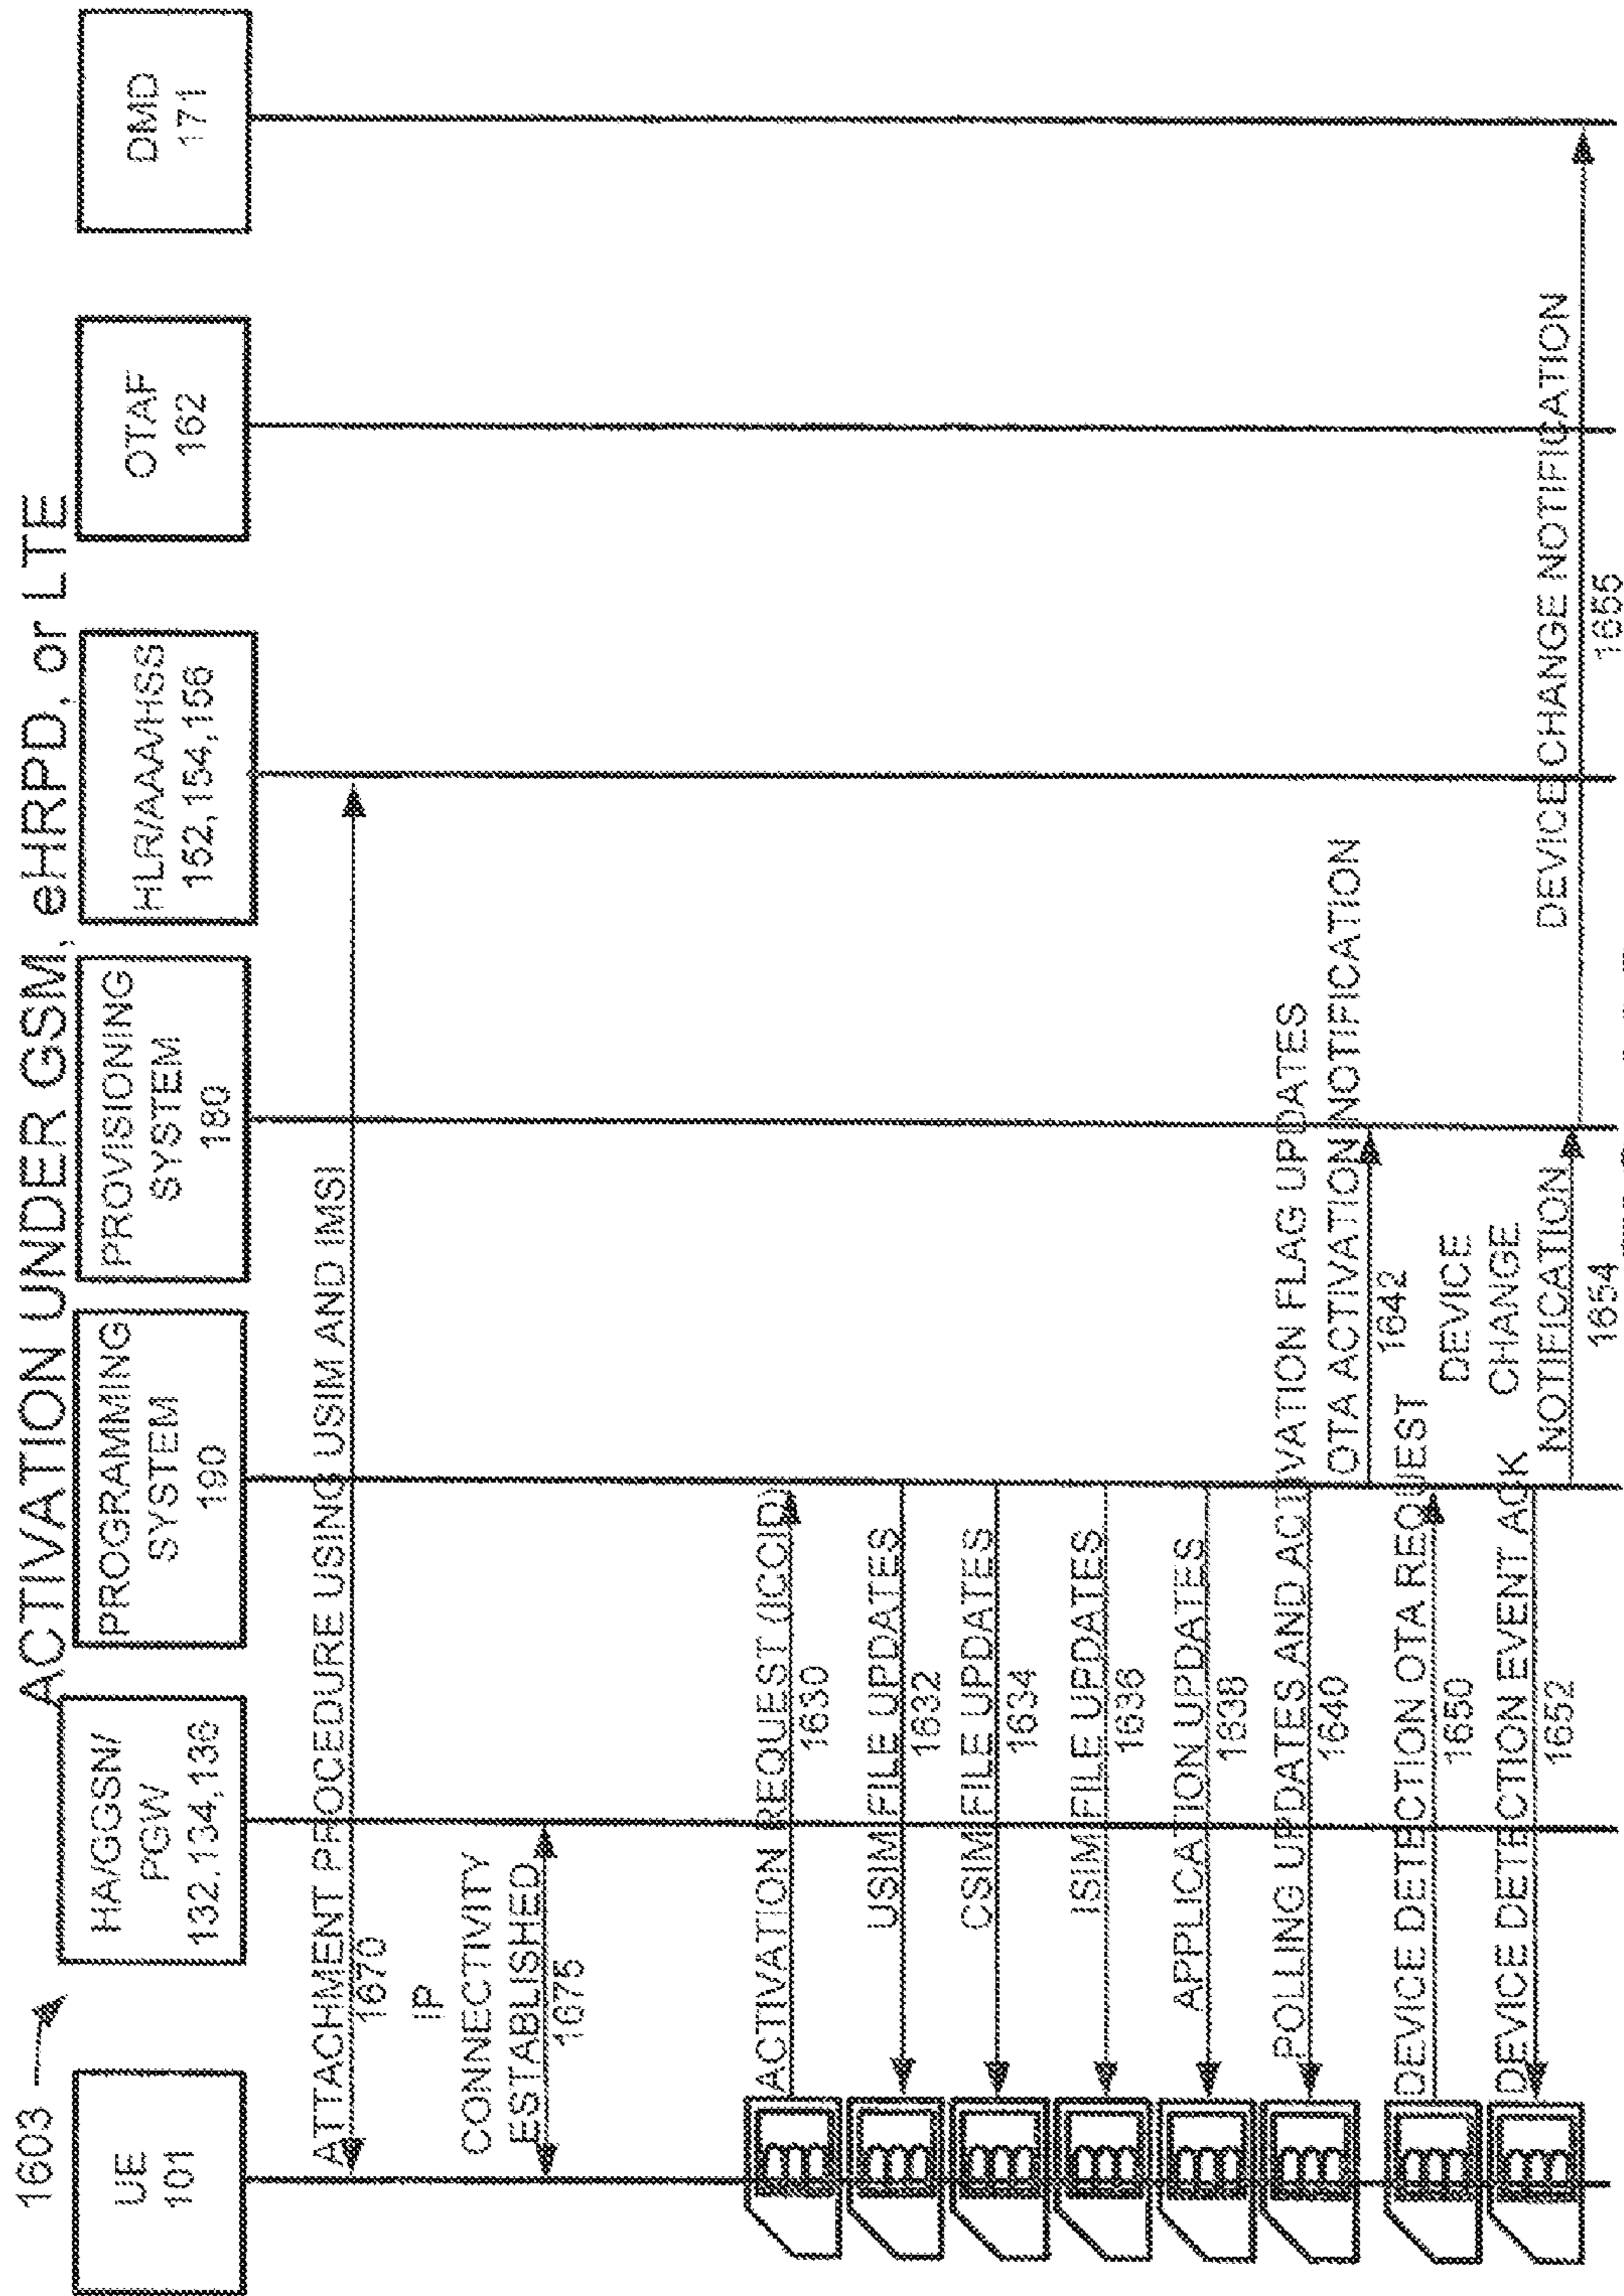 1603
ACTIVATION UNDER GSM, eHRPD, or LTE
UE
101
HA/GGSN/
PGW
132.134,136
PROGRAMMING
SYSTEM
190
PROVISIONING
SYSTEM
180
HLR/AAA/HSS
152,154,156
OTAF
162
DMD
171
ATTACHMENT PROCEDURE USING USIM AND IMSI
1670
IP
CONNECTIVITY
ESTABLISHED
1675
ACTIVATION REQUEST (ICCID)
1630
USIM FILE UPDATES
1632
CSIM FILE UPDATES
1634
ISIM FILE UPDATES
1636
APPLICATION UPDATES
1638
POLLING UPDATES AND ACTIVATION FLAG UPDATES
1640
OTA ACTIVATION NOTIFICATION
1642
DEVICE DETECTION OTA REQUEST
1650
DEVICE DETECTION EVENT ACK
1652
DEVICE
CHANGE
NOTIFICATION
1654
DEVICE CHANGE NOTIFICATION
1655